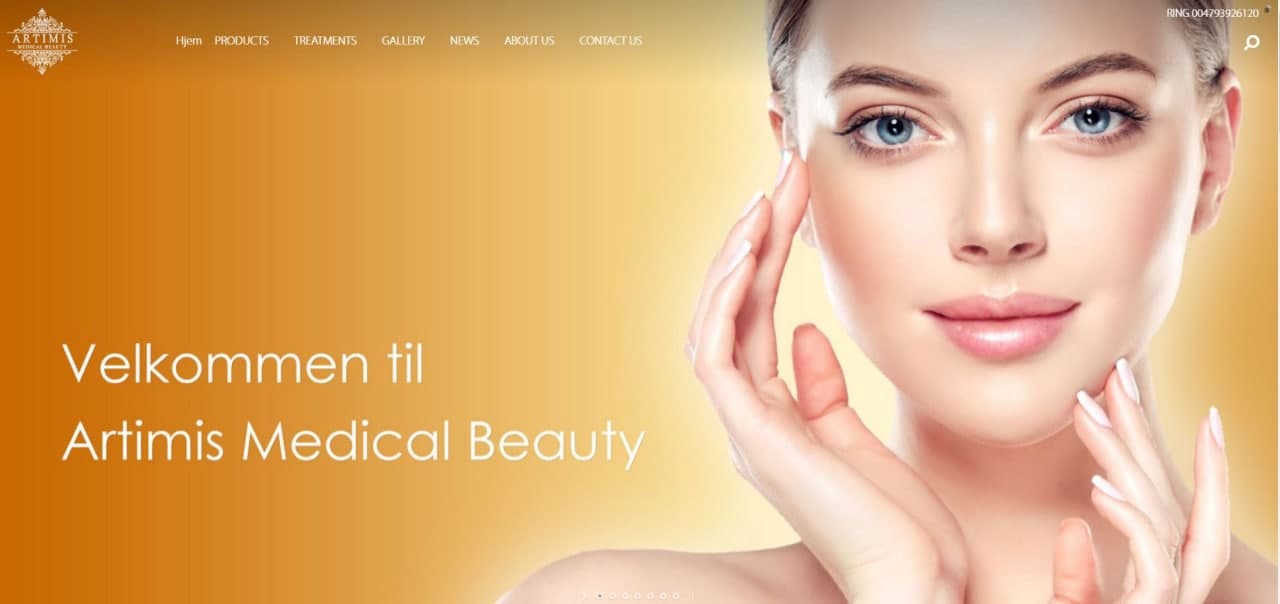 RING.004793926120
ARTIMIS
MEDICAL BEAUTY
Hjem PRODUCTS TREATMENTS GALLERY NEWS ABOUT US CONTACT US
Velkommen til
Artimis Medical Beauty